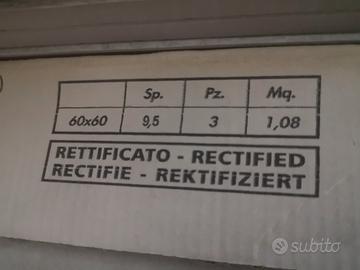 Sp. Pz. Mq.
60x60 9,5 3 1,08
RETTIFICATO - RECTIFIED
RECTIFIE - REKTIFIZIERT
subito